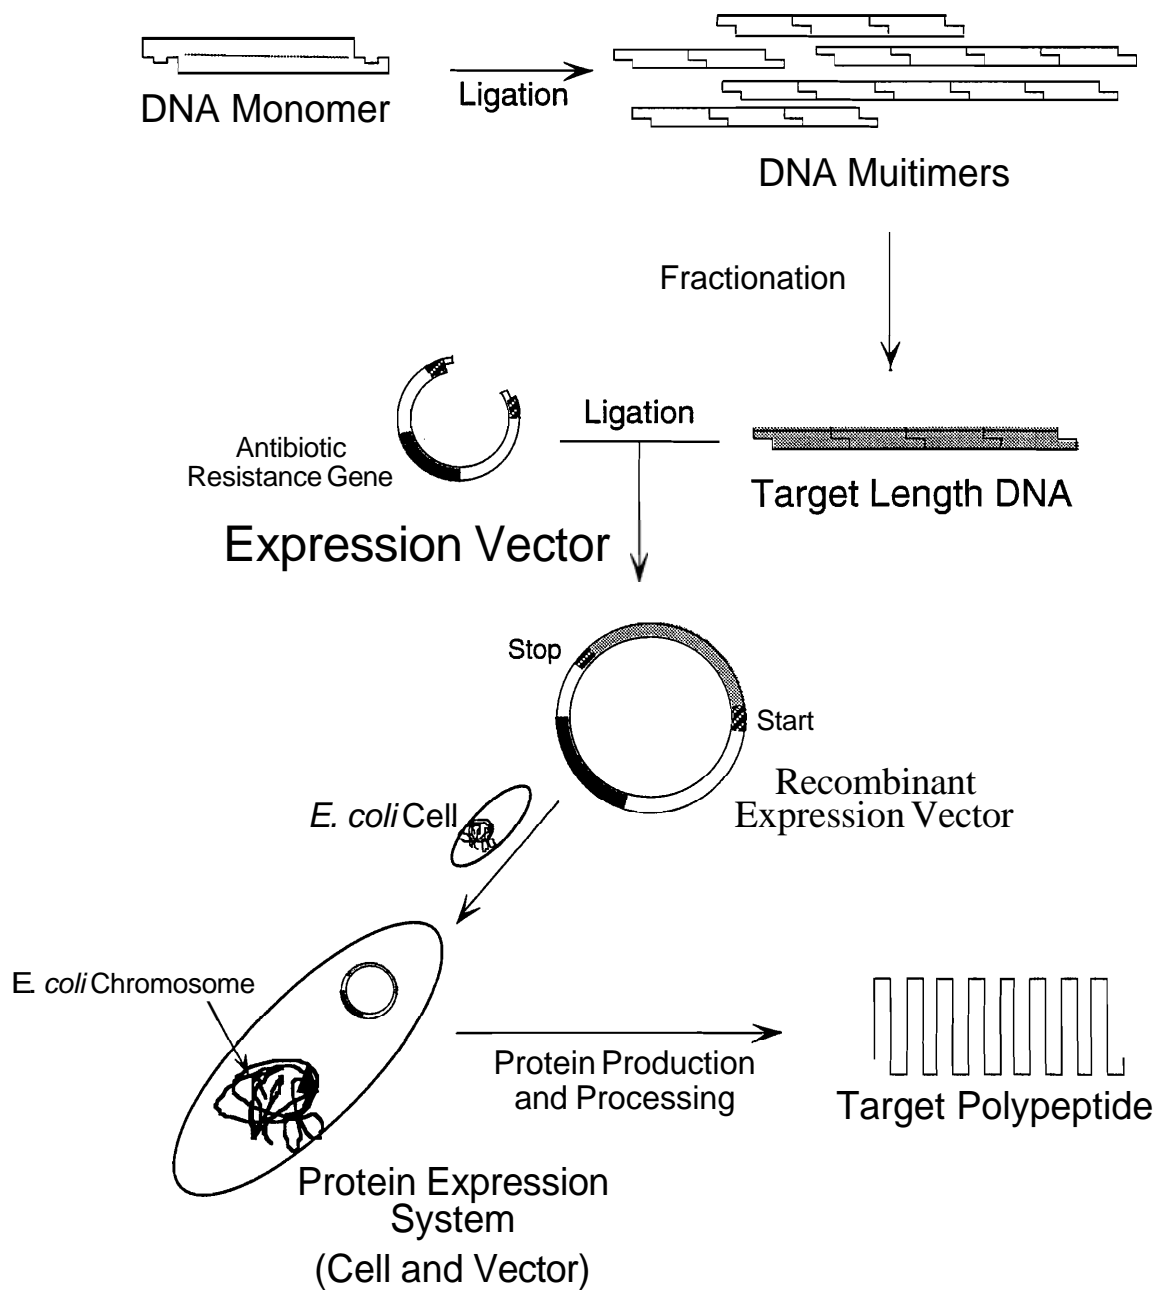 DNA Monomer
Ligation
DNA Muitimers
Fractionation
Antibiotic
Resistance Gene
Expression Vector
Ligation
Target Length DNA
Stop
Start
Recombinant
Expression Vector
E. coli Cell
E. coli Chromosome
Protein Production
and Processing
Target Polypeptide
Protein Expression
System
(Cell and Vector)